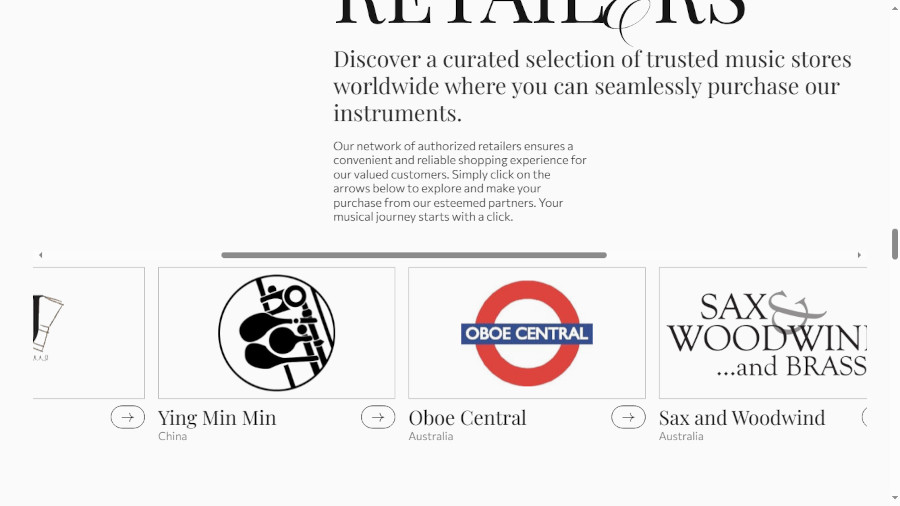 RETAIL&RS
Discover a curated selection of trusted music stores
worldwide where you can seamlessly purchase our
instruments.
Our network of authorized retailers ensures a
convenient and reliable shopping experience for
our valued customers. Simply click on the
arrows below to explore and make your
purchase from our esteemed partners. Your
musical journey starts with a click.
OBOE CENTRAL
SAX&
...and BRASS
Ying Min Min
China
Oboe Central
Australia
Sax and Woodwind
Australia